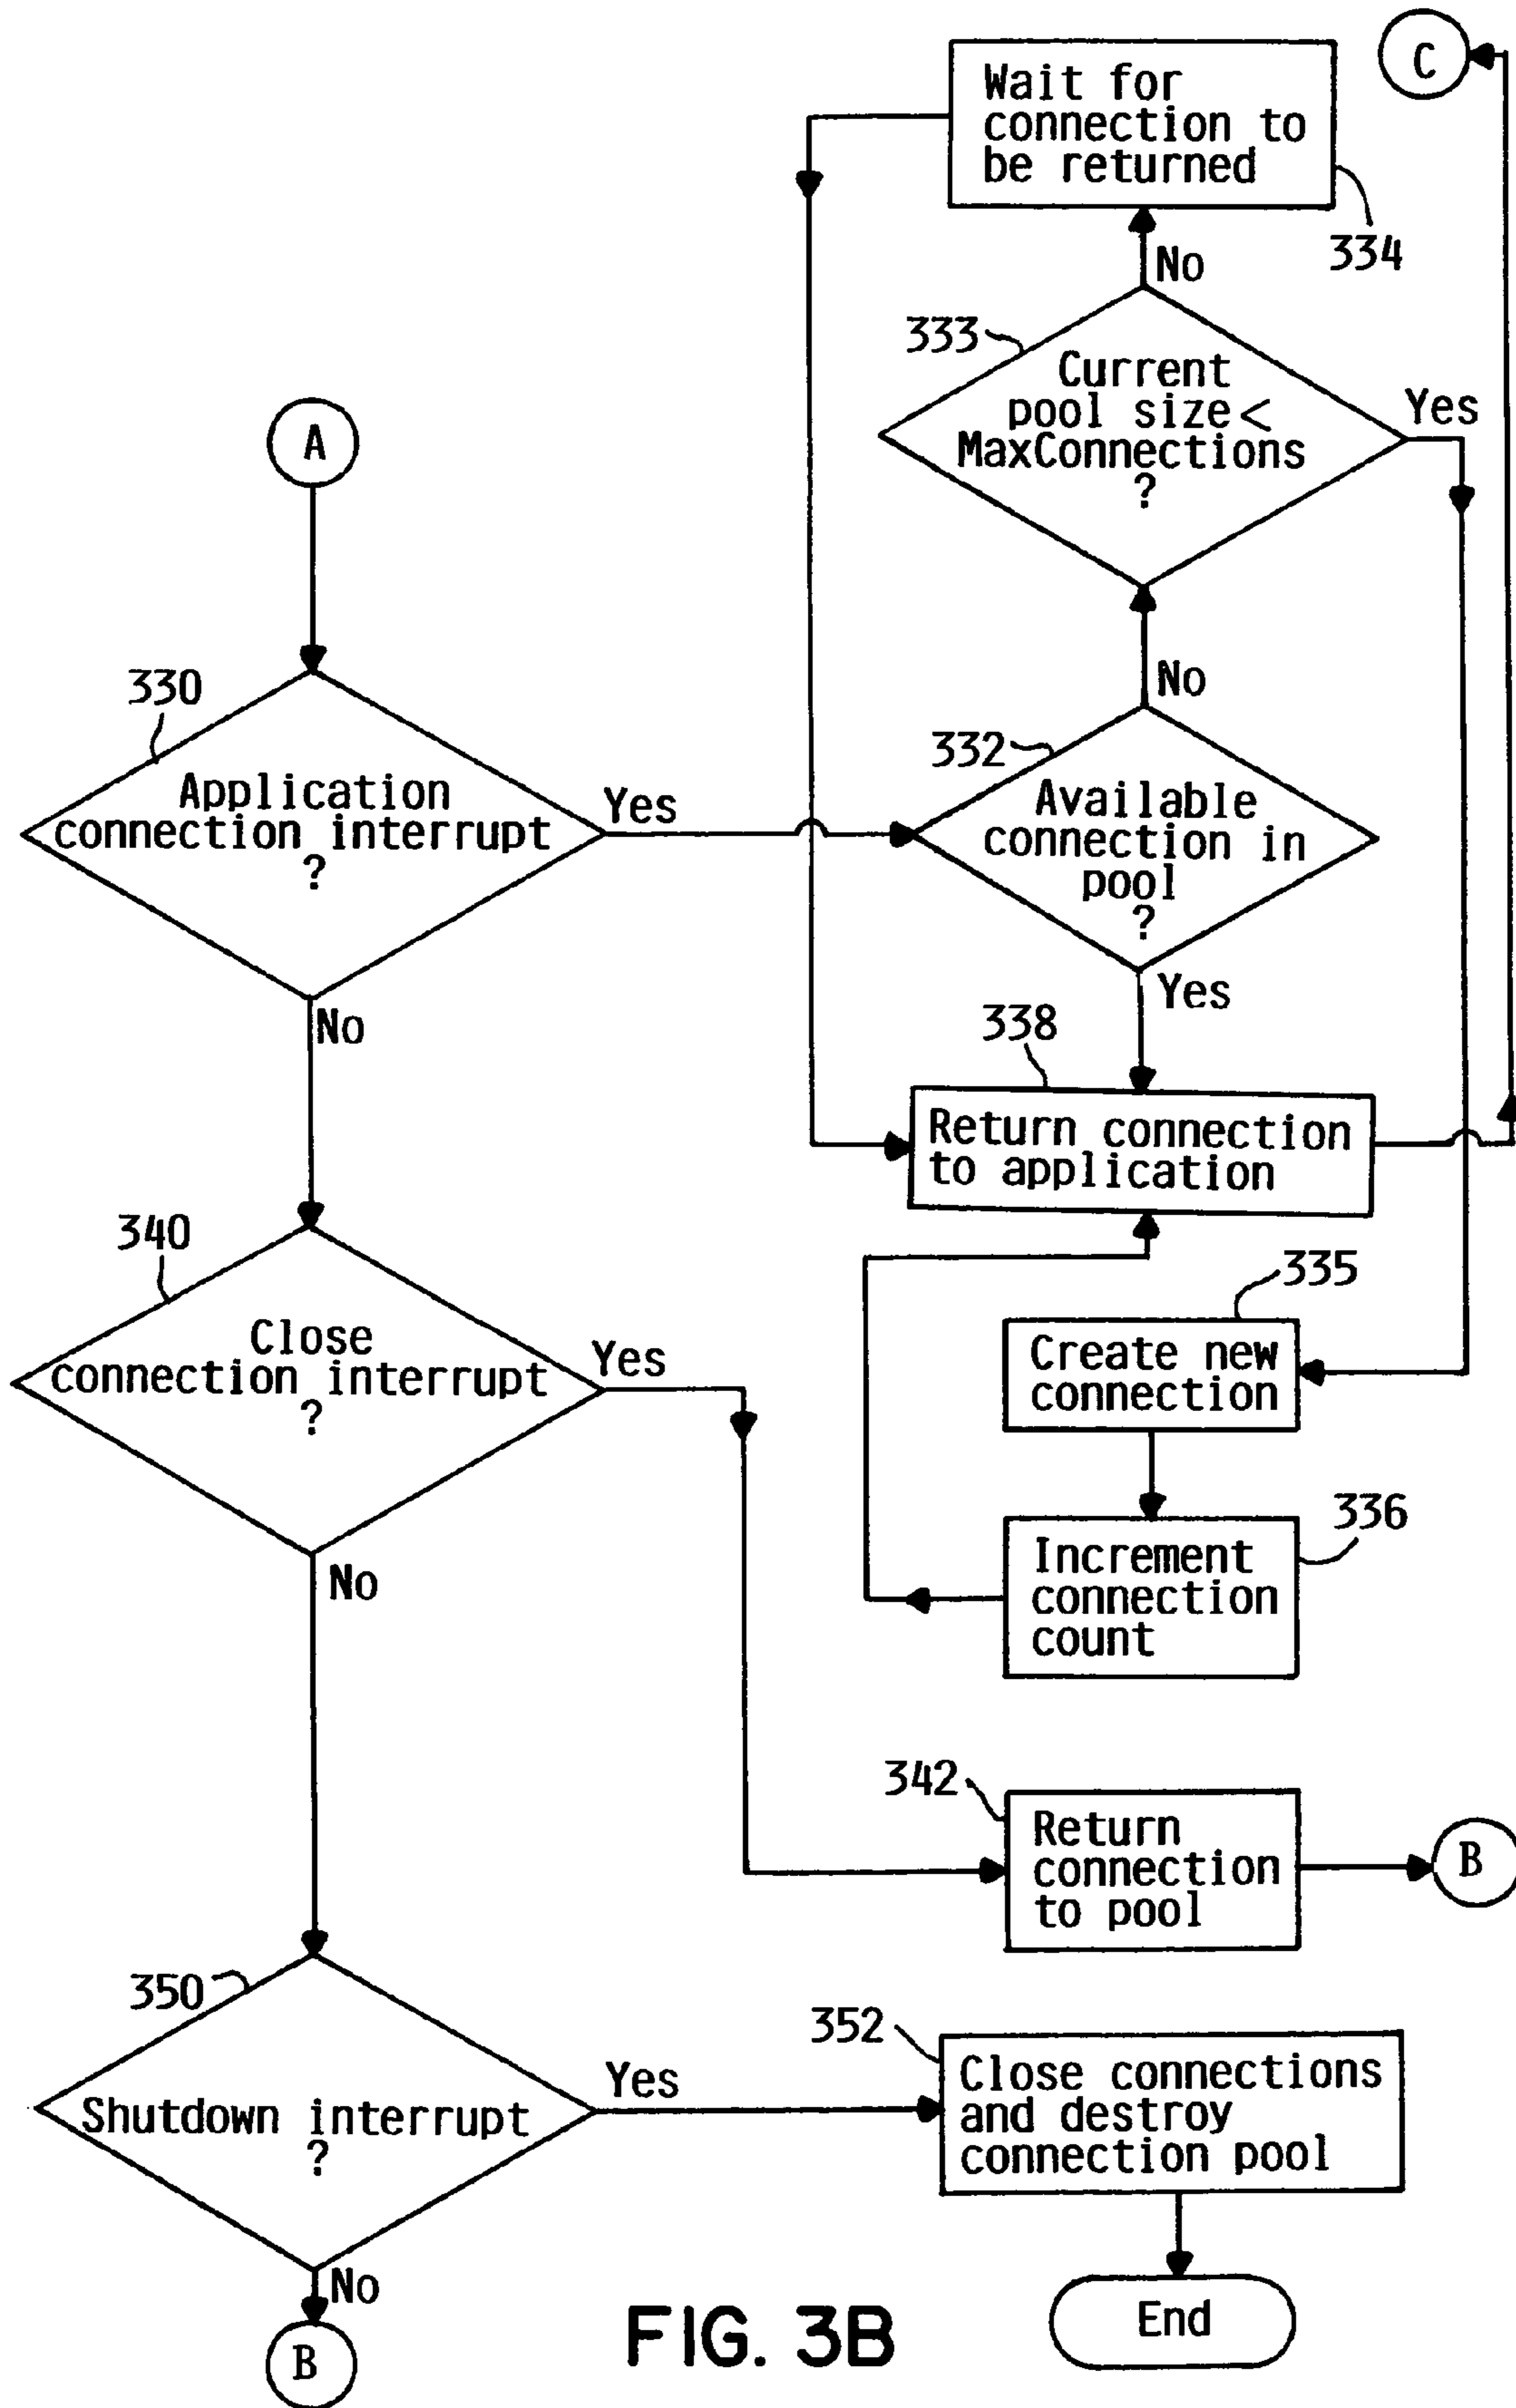 C
Wait for
connection to
be returned
334
No
333
Current
pool size <
MaxConnections
?
Yes
A
No
330
332
Application
connection interrupt
?
Yes
Available
connection in
pool
?
No
Yes
338
Return connection
to application
340
335
Close
connection interrupt
?
Yes
Create new
connection
336
No
Increment
connection
count
342
Return
connection
to pool
B
350
352
Shutdown interrupt
?
Yes
Close connections
and destroy
connection pool
No
B
End
FIG. 3B